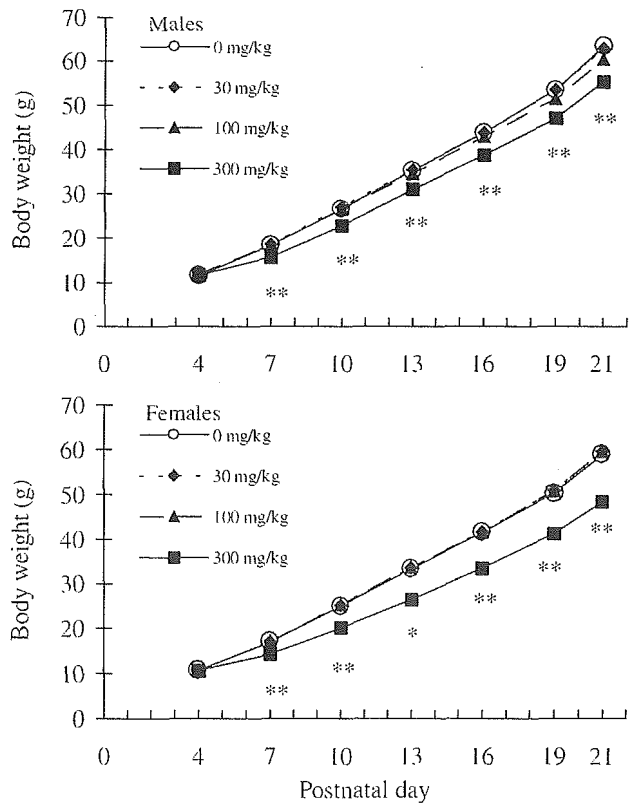 Males
0 mg/kg
30 mg/kg
100 mg/kg
300 mg/kg
Body weight (g)
70
60
50
40
30
20
10
0
** ** ** ** ** **
0 4 7 10 13 16 19 21
Females
0 mg/kg
30 mg/kg
100 mg/kg
300 mg/kg
Body weight (g)
70
60
50
40
30
20
10
0
** ** * ** ** **
0 4 7 10 13 16 19 21
Postnatal day